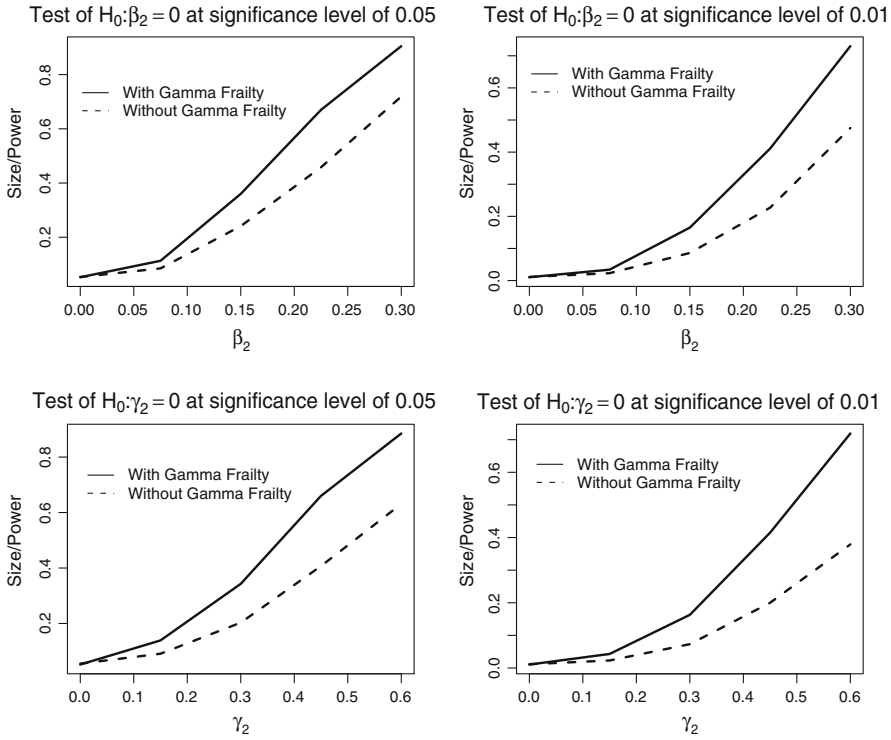 Test of H₀:β₂ = 0 at significance level of 0.05
Size/Power
0.2 0.4 0.6 0.8
With Gamma Frailty
Without Gamma Frailty
0.00 0.05 0.10 0.15 0.20 0.25 0.30
β₂
Test of H₀:β₂ = 0 at significance level of 0.01
Size/Power
0.0 0.2 0.4 0.6
With Gamma Frailty
Without Gamma Frailty
0.00 0.05 0.10 0.15 0.20 0.25 0.30
β₂
Test of H₀:γ₂ = 0 at significance level of 0.05
Size/Power
0.2 0.4 0.6 0.8
With Gamma Frailty
Without Gamma Frailty
0.0 0.1 0.2 0.3 0.4 0.5 0.6
γ₂
Test of H₀:γ₂ = 0 at significance level of 0.01
Size/Power
0.0 0.2 0.4 0.6
With Gamma Frailty
Without Gamma Frailty
0.0 0.1 0.2 0.3 0.4 0.5 0.6
γ₂